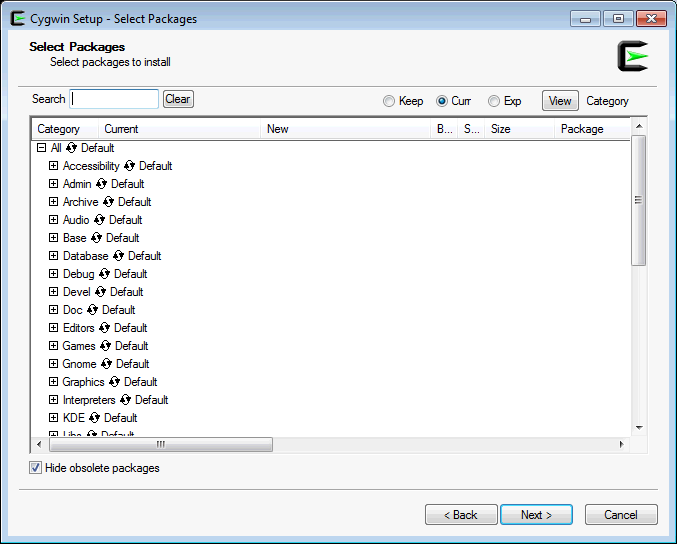 Cygwin Setup - Select Packages
Select Packages
Select packages to install
Search Clear Keep Curr Exp View Category
Category Current New B... S... Size Package
All Default
Accessibility Default
Admin Default
Archive Default
Audio Default
Base Default
Database Default
Debug Default
Devel Default
Doc Default
Editors Default
Games Default
Gnome Default
Graphics Default
Interpreters Default
KDE Default
Libs Default
Hide obsolete packages
< Back Next > Cancel